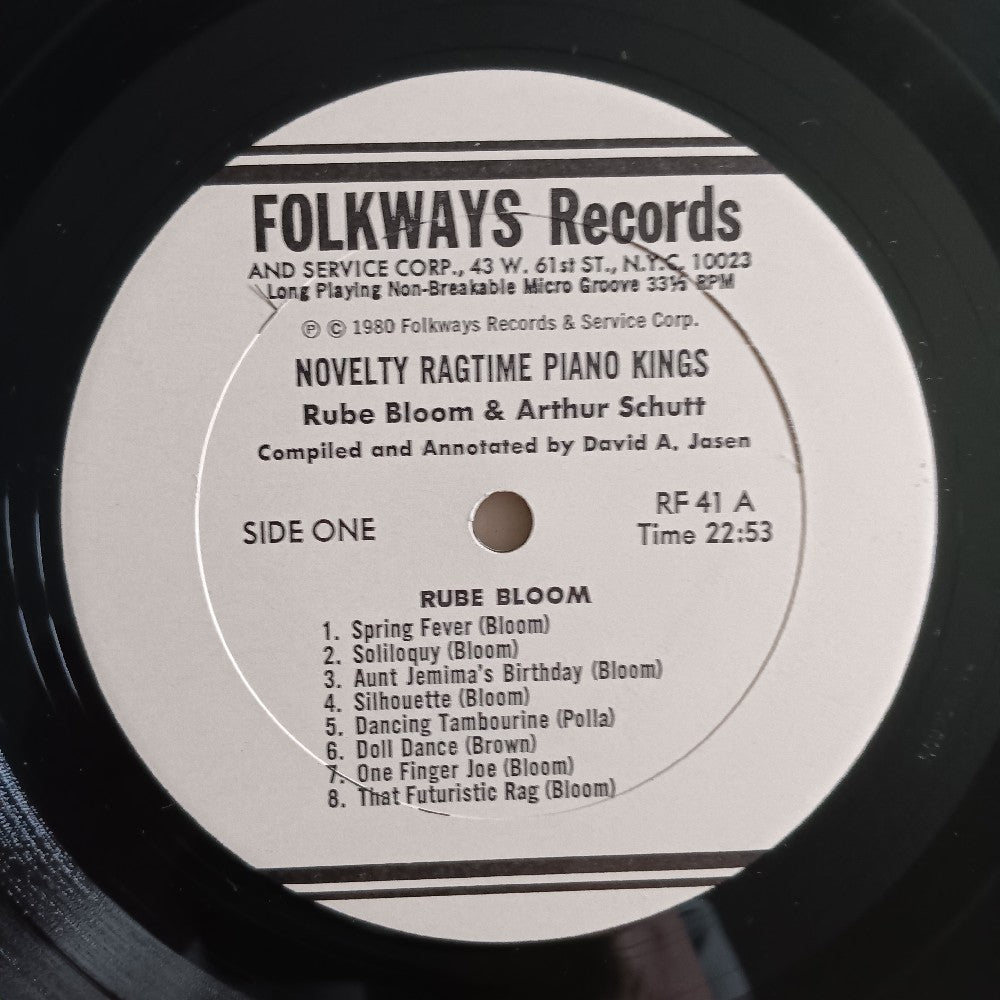 FOLKWAYS Records
AND SERVICE CORP., 43 W. 61st ST., N.Y.C. 10023
Long Playing Non-Breakable Micro Groove 33⅓ RPM
℗ © 1980 Folkways Records & Service Corp.
NOVELTY RAGTIME PIANO KINGS
Rube Bloom & Arthur Schutt
Compiled and Annotated by David A. Jasen
SIDE ONE
RF 41 A
Time 22:53
RUBE BLOOM
1. Spring Fever (Bloom)
2. Soliloquy (Bloom)
3. Aunt Jemima's Birthday (Bloom)
4. Silhouette (Bloom)
5. Dancing Tambourine (Polla)
6. Doll Dance (Brown)
7. One Finger Joe (Bloom)
8. That Futuristic Rag (Bloom)